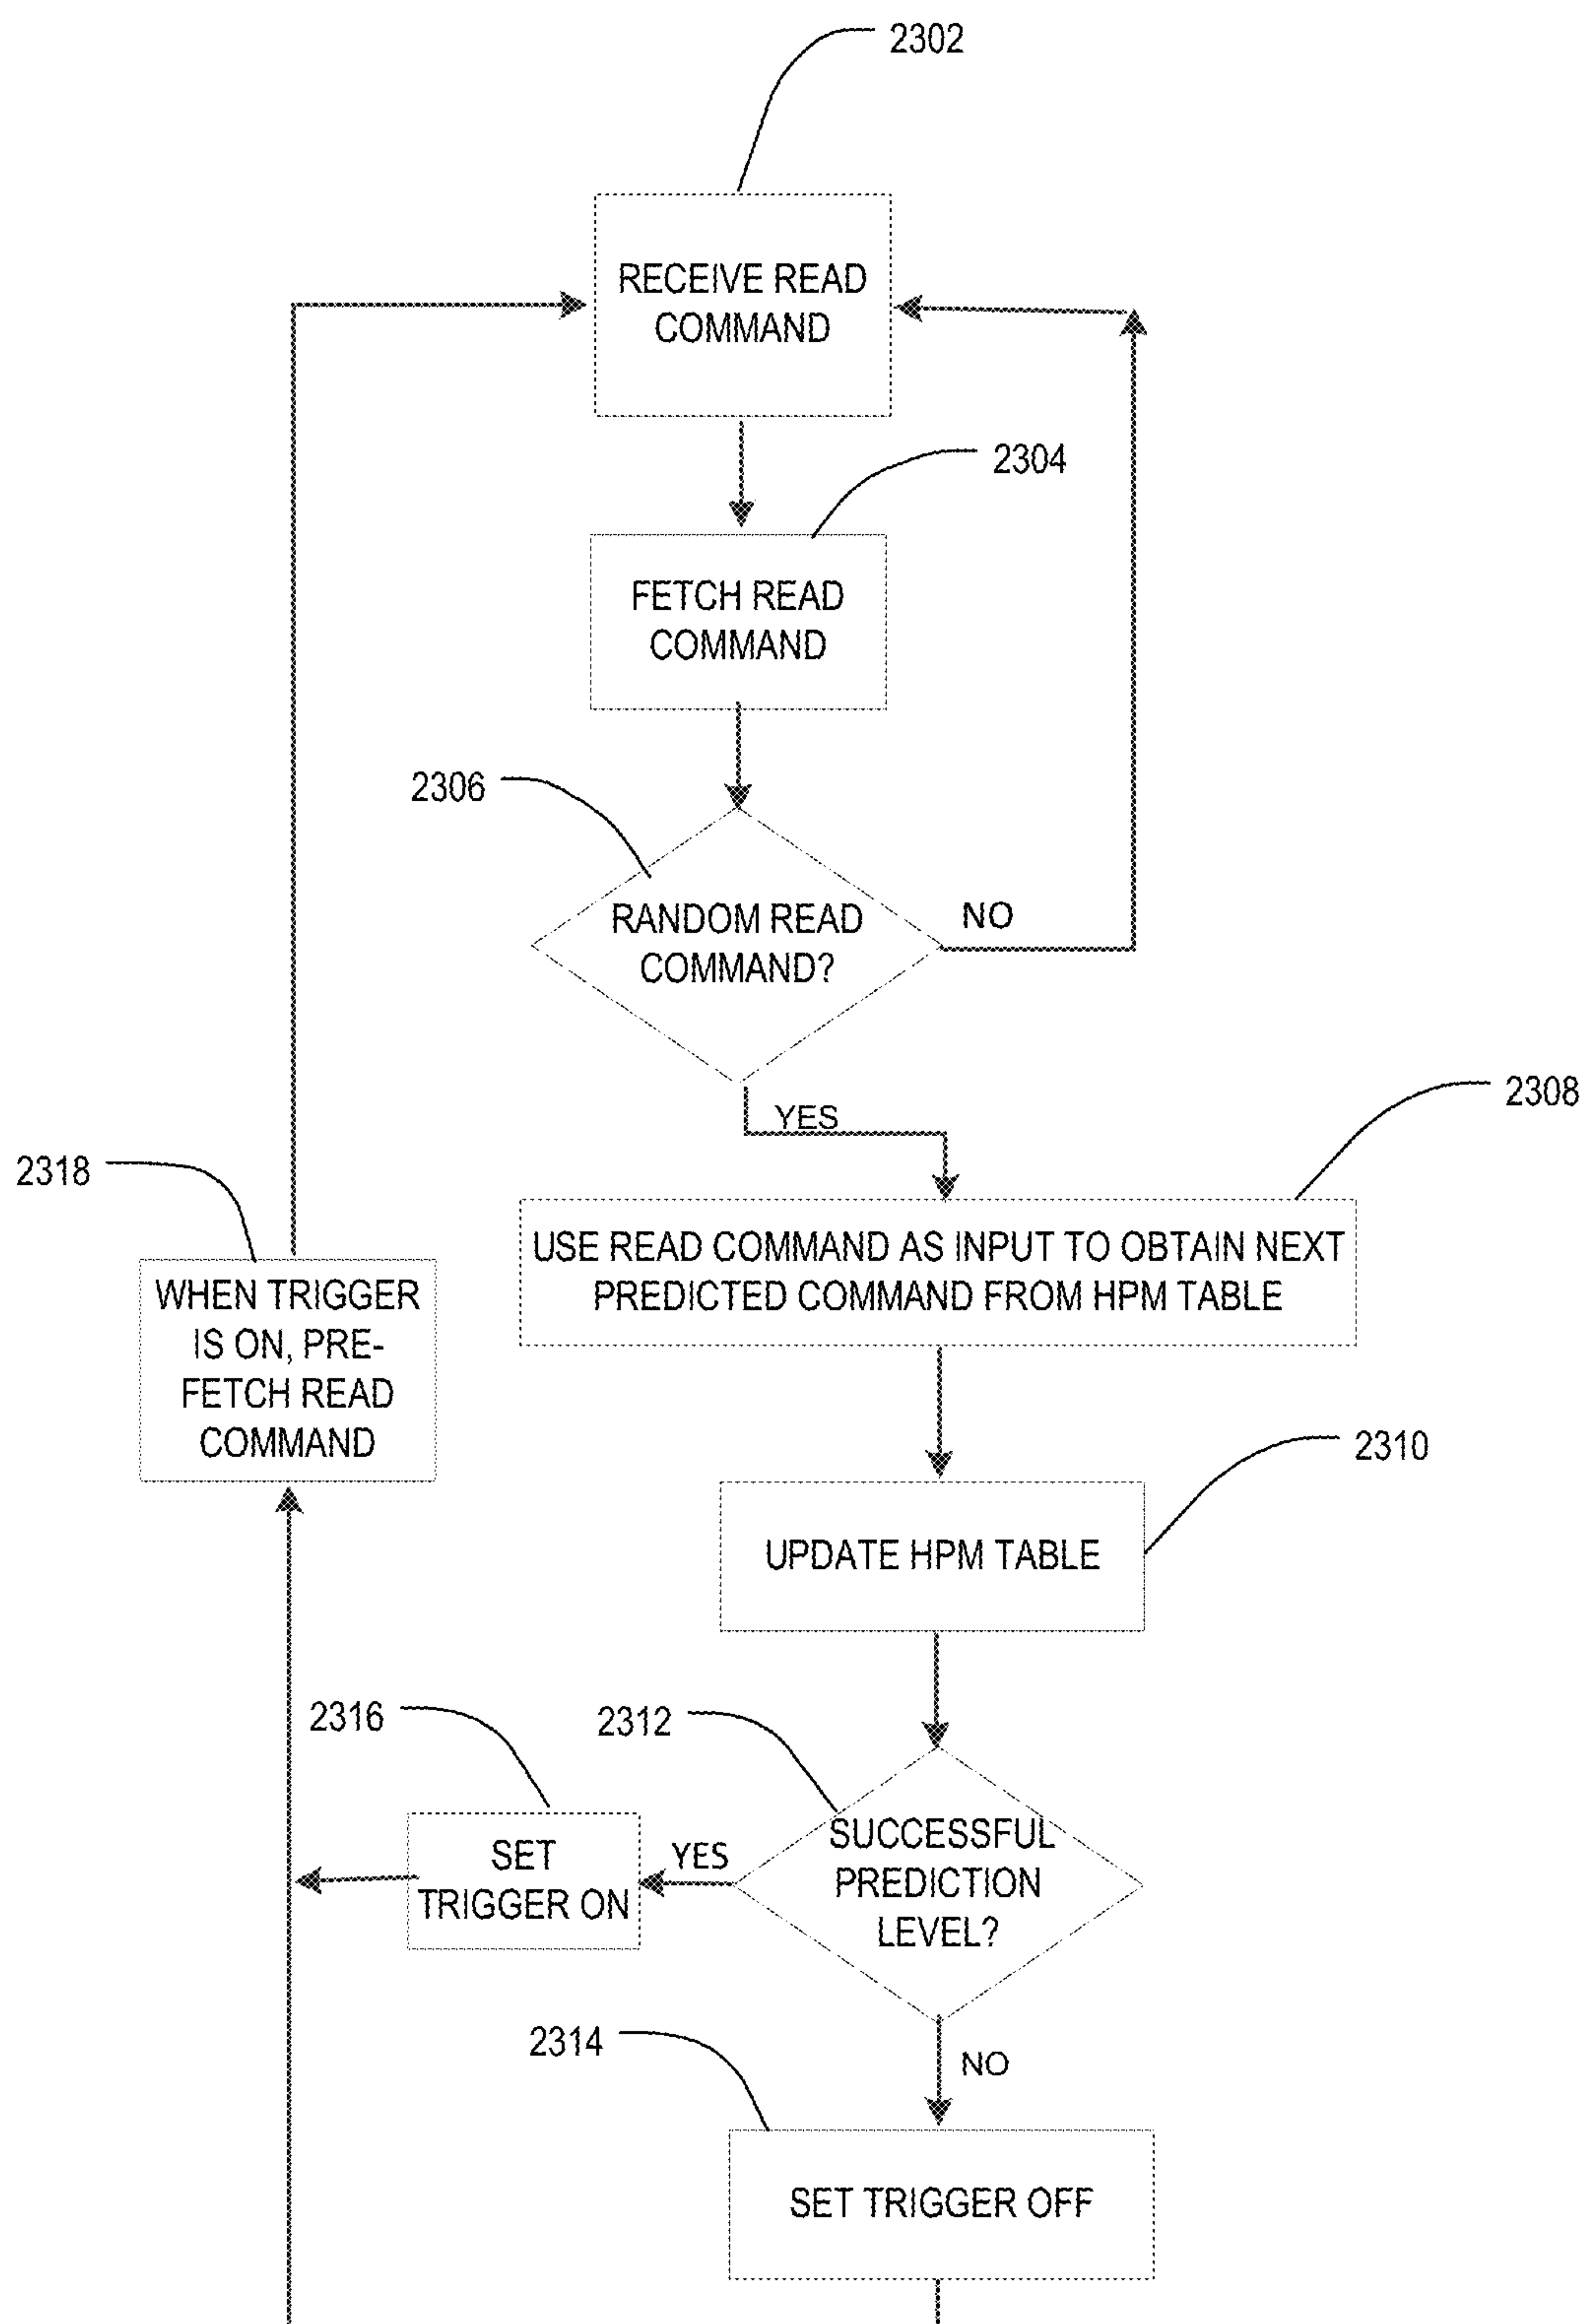 2302
RECEIVE READ
COMMAND
2304
FETCH READ
COMMAND
2306
RANDOM READ
COMMAND?
NO
YES
2308
USE READ COMMAND AS INPUT TO OBTAIN NEXT
PREDICTED COMMAND FROM HPM TABLE
2318
WHEN TRIGGER
IS ON, PRE-
FETCH READ
COMMAND
2310
UPDATE HPM TABLE
2316
2312
SET
TRIGGER ON
YES
SUCCESSFUL
PREDICTION
LEVEL?
2314
NO
SET TRIGGER OFF